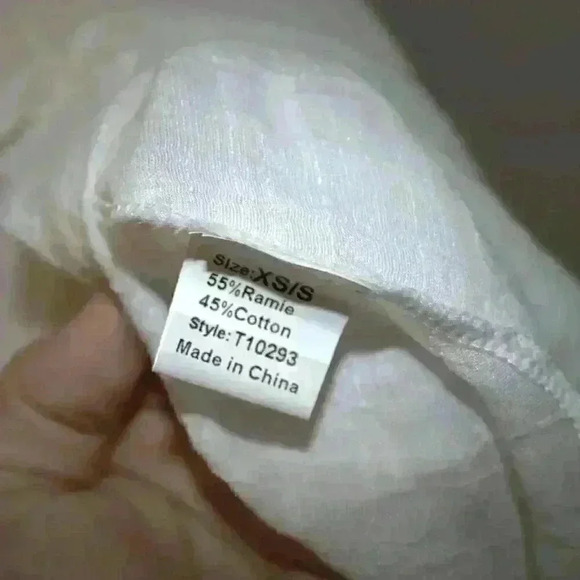 Size:XS/S
55%Ramie
45%Cotton
Style:T10293
Made in China